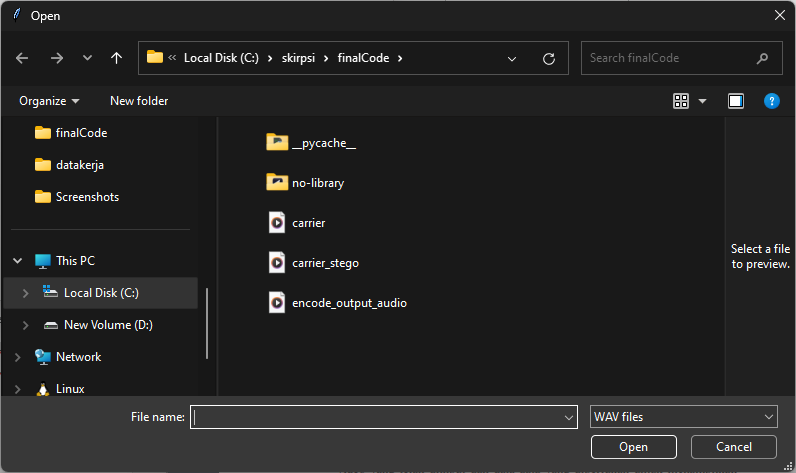 Open
« Local Disk (C:) > skirpsi > finalCode >
Search finalCode
Organize
New folder
?
finalCode
datakerja
Screenshots
This PC
Local Disk (C:)
New Volume (D:)
Network
Linux
__pycache__
no-library
carrier
carrier_stego
encode_output_audio
Select a file
to preview.
File name:
WAV files
Open
Cancel